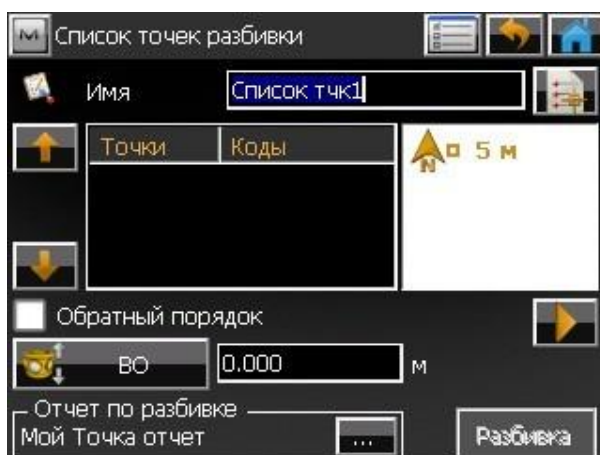 Список точек разбивки
Имя Список тчк1
Точки Коды
N 5 м
Обратный порядок
ВО 0.000 м
Отчет по разбивке
Мой Точка отчет ... Разбивка